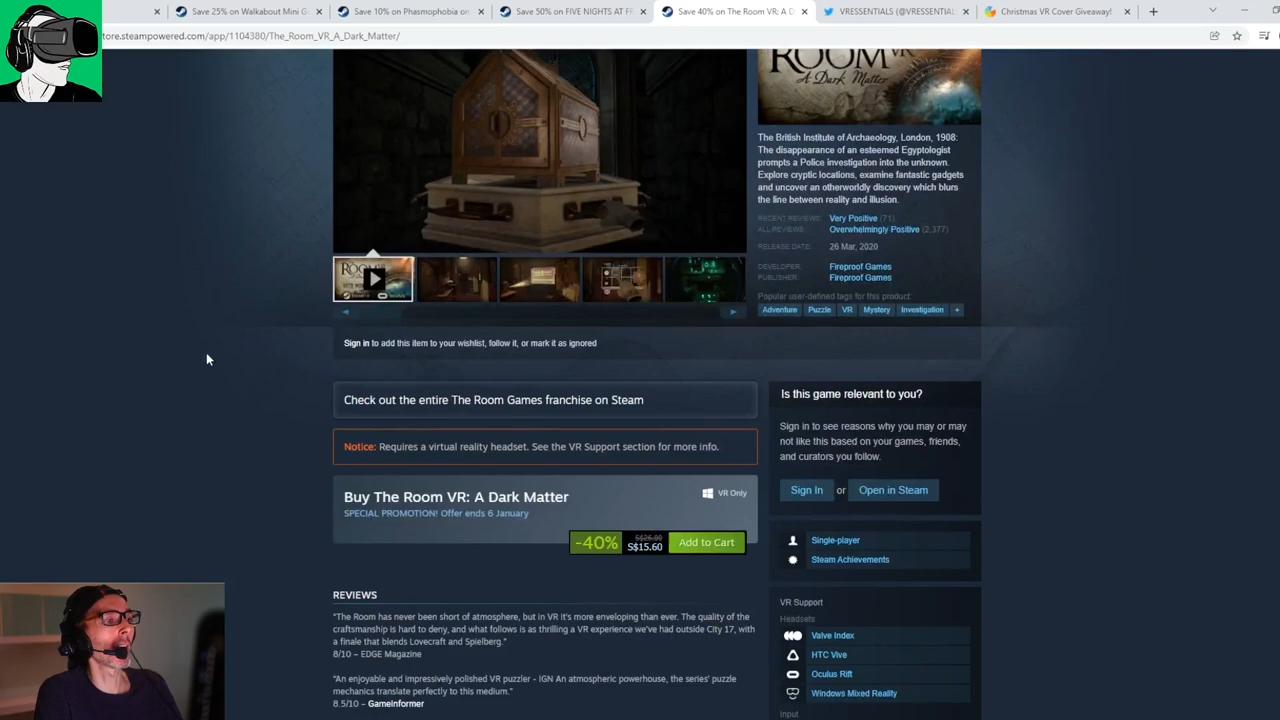 Save 25% on Walkabout Mini G
Save 10% on Phasmophobia on
Save 50% on FIVE NIGHTS AT FR
Save 40% on The Room VR: A D
VRESSENTIALS (@VRESSENTIAL
Christmas VR Cover Giveaway!
tore.steampowered.com/app/1104380/The_Room_VR_A_Dark_Matter/
ROOM VR
A Dark Matter
The British Institute of Archaeology, London, 1908:
The disappearance of an esteemed Egyptologist
prompts a Police investigation into the unknown.
Explore cryptic locations, examine fantastic gadgets
and uncover an otherworldly discovery which blurs
the line between reality and illusion.
RECENT REVIEWS: Very Positive (71)
ALL REVIEWS: Overwhelmingly Positive (2,377)
RELEASE DATE: 26 Mar, 2020
DEVELOPER: Fireproof Games
PUBLISHER: Fireproof Games
Popular user-defined tags for this product:
Adventure Puzzle VR Mystery Investigation +
Sign in to add this item to your wishlist, follow it, or mark it as ignored
Check out the entire The Room Games franchise on Steam
Notice: Requires a virtual reality headset. See the VR Support section for more info.
Buy The Room VR: A Dark Matter
VR Only
SPECIAL PROMOTION! Offer ends 6 January
-40% S$26.00 S$15.60 Add to Cart
REVIEWS
"The Room has never been short of atmosphere, but in VR it's more enveloping than ever. The quality of the
craftsmanship is hard to deny, and what follows is as thrilling a VR experience we've had outside City 17, with
a finale that blends Lovecraft and Spielberg."
8/10 – EDGE Magazine
"An enjoyable and impressively polished VR puzzler - IGN An atmospheric powerhouse, the series' puzzle
mechanics translate perfectly to this medium."
8.5/10 – GameInformer
Is this game relevant to you?
Sign in to see reasons why you may or may
not like this based on your games, friends,
and curators you follow.
Sign In or Open in Steam
Single-player
Steam Achievements
VR Support
Headsets
Valve Index
HTC Vive
Oculus Rift
Windows Mixed Reality
Input